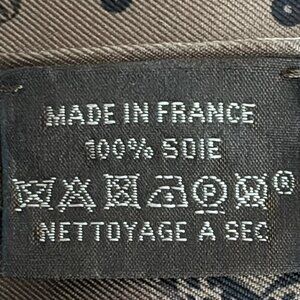 MADE IN FRANCE
100% SOIE
P W ®
NETTOYAGE A SEC